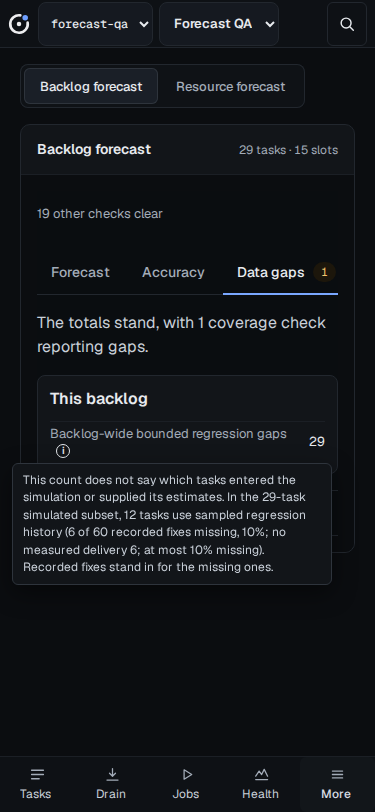 forecast-qa
Forecast QA
Backlog forecast
Resource forecast
Backlog forecast
29 tasks · 15 slots
19 other checks clear
Forecast
Accuracy
Data gaps
1
The totals stand, with 1 coverage check
reporting gaps.
This backlog
Backlog-wide bounded regression gaps
29
This count does not say which tasks entered the
simulation or supplied its estimates. In the 29-task
simulated subset, 12 tasks use sampled regression
history (6 of 60 recorded fixes missing, 10%; no
measured delivery 6; at most 10% missing).
Recorded fixes stand in for the missing ones.
Tasks
Drain
Jobs
Health
More